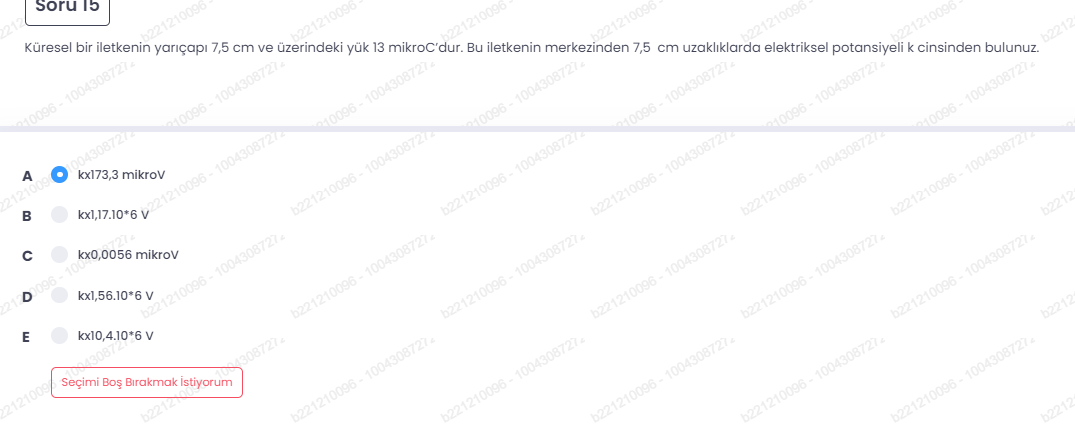 Soru 15
Küresel bir iletkenin yarıçapı 7,5 cm ve üzerindeki yük 13 mikroC'dur. Bu iletkenin merkezinden 7,5 cm uzaklıklarda elektriksel potansiyeli k cinsinden bulunuz.
A kx173,3 mikroV
B kx1,17.10*6 V
C kx0,0056 mikroV
D kx1,56.10*6 V
E kx10,4.10*6 V
Seçimi Boş Bırakmak İstiyorum